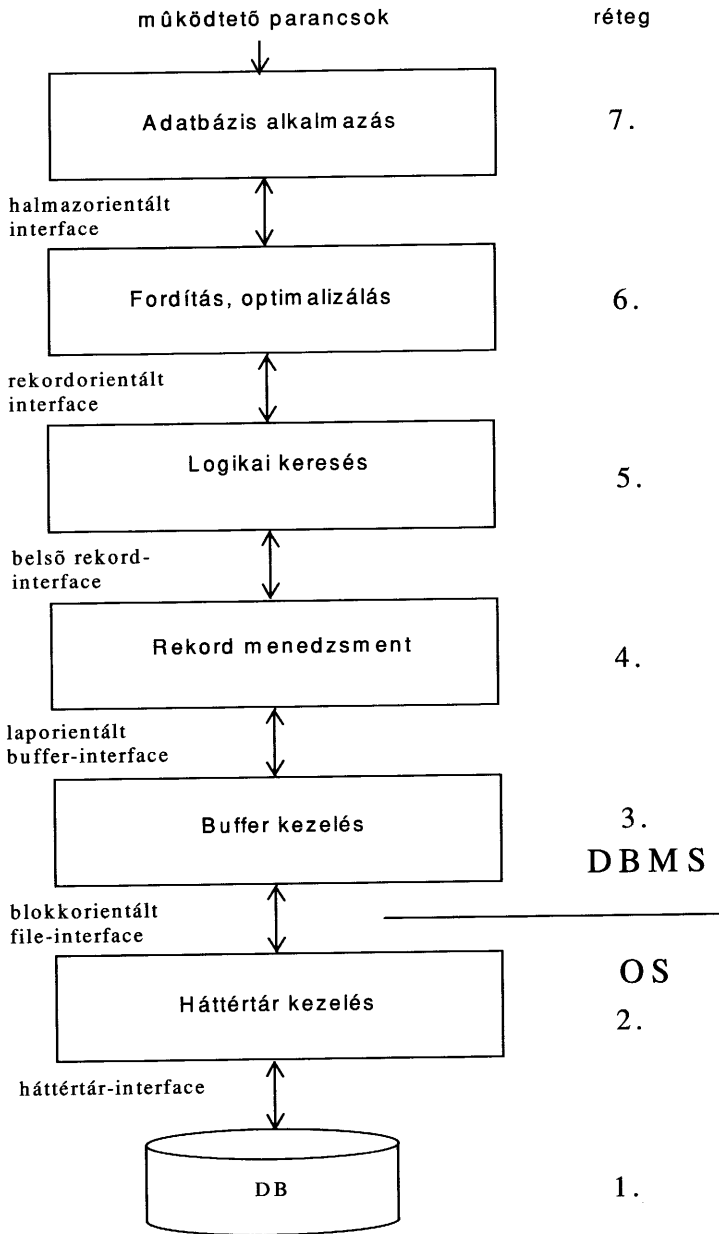 mûködtetõ parancsok réteg
Adatbázis alkalmazás 7.
halmazorientált
interface
Fordítás, optimalizálás 6.
rekordorientált
interface
Logikai keresés 5.
belsõ rekord-
interface
Rekord menedzsment 4.
laporientált
buffer-interface
Buffer kezelés 3.
DBMS
blokkorientált
file-interface
OS
Háttértár kezelés 2.
háttértár-interface
DB 1.